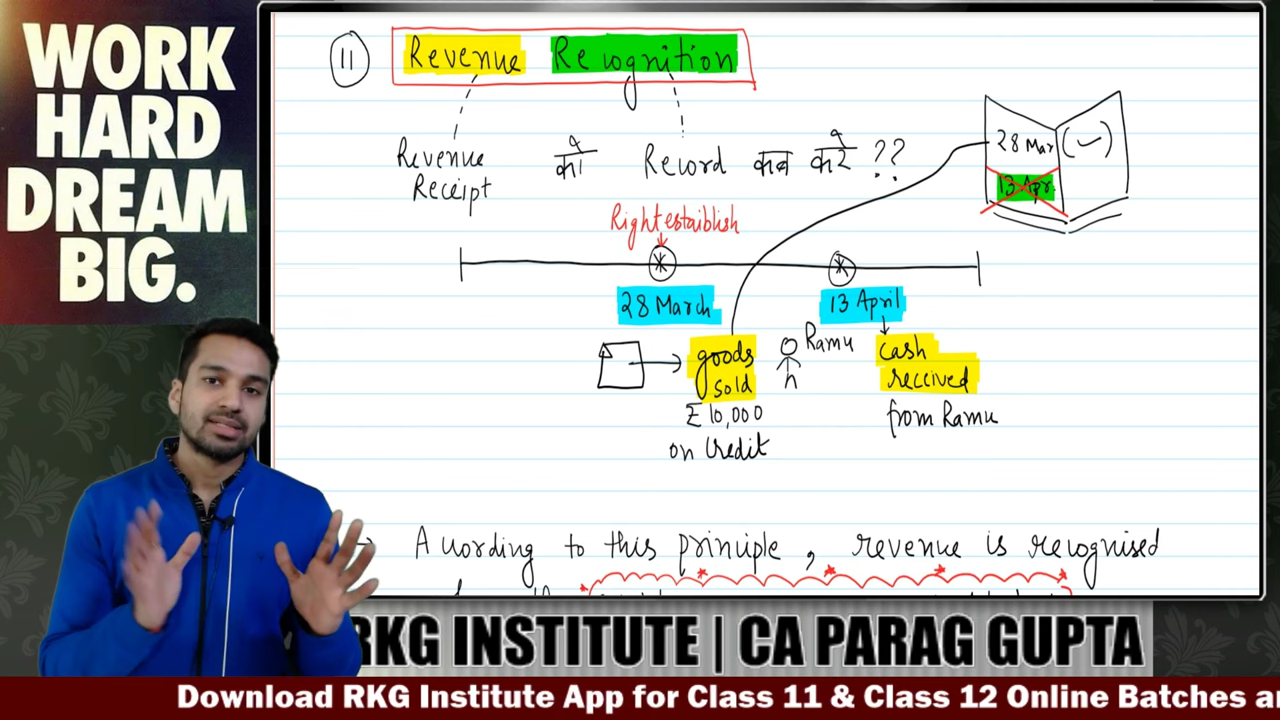 WORK
HARD
DREAM
BIG.
11 Revenue Recognition
Revenue Receipt को Record कब करे ??
28 Mar (✓)
13 Apr
Right estaiblish
28 March 13 April
goods sold
₹ 10,000
on Credit
Ramu
cash received
from Ramu
→ According to this principle, revenue is recognised
RKG INSTITUTE | CA PARAG GUPTA
Download RKG Institute App for Class 11 & Class 12 Online Batches a